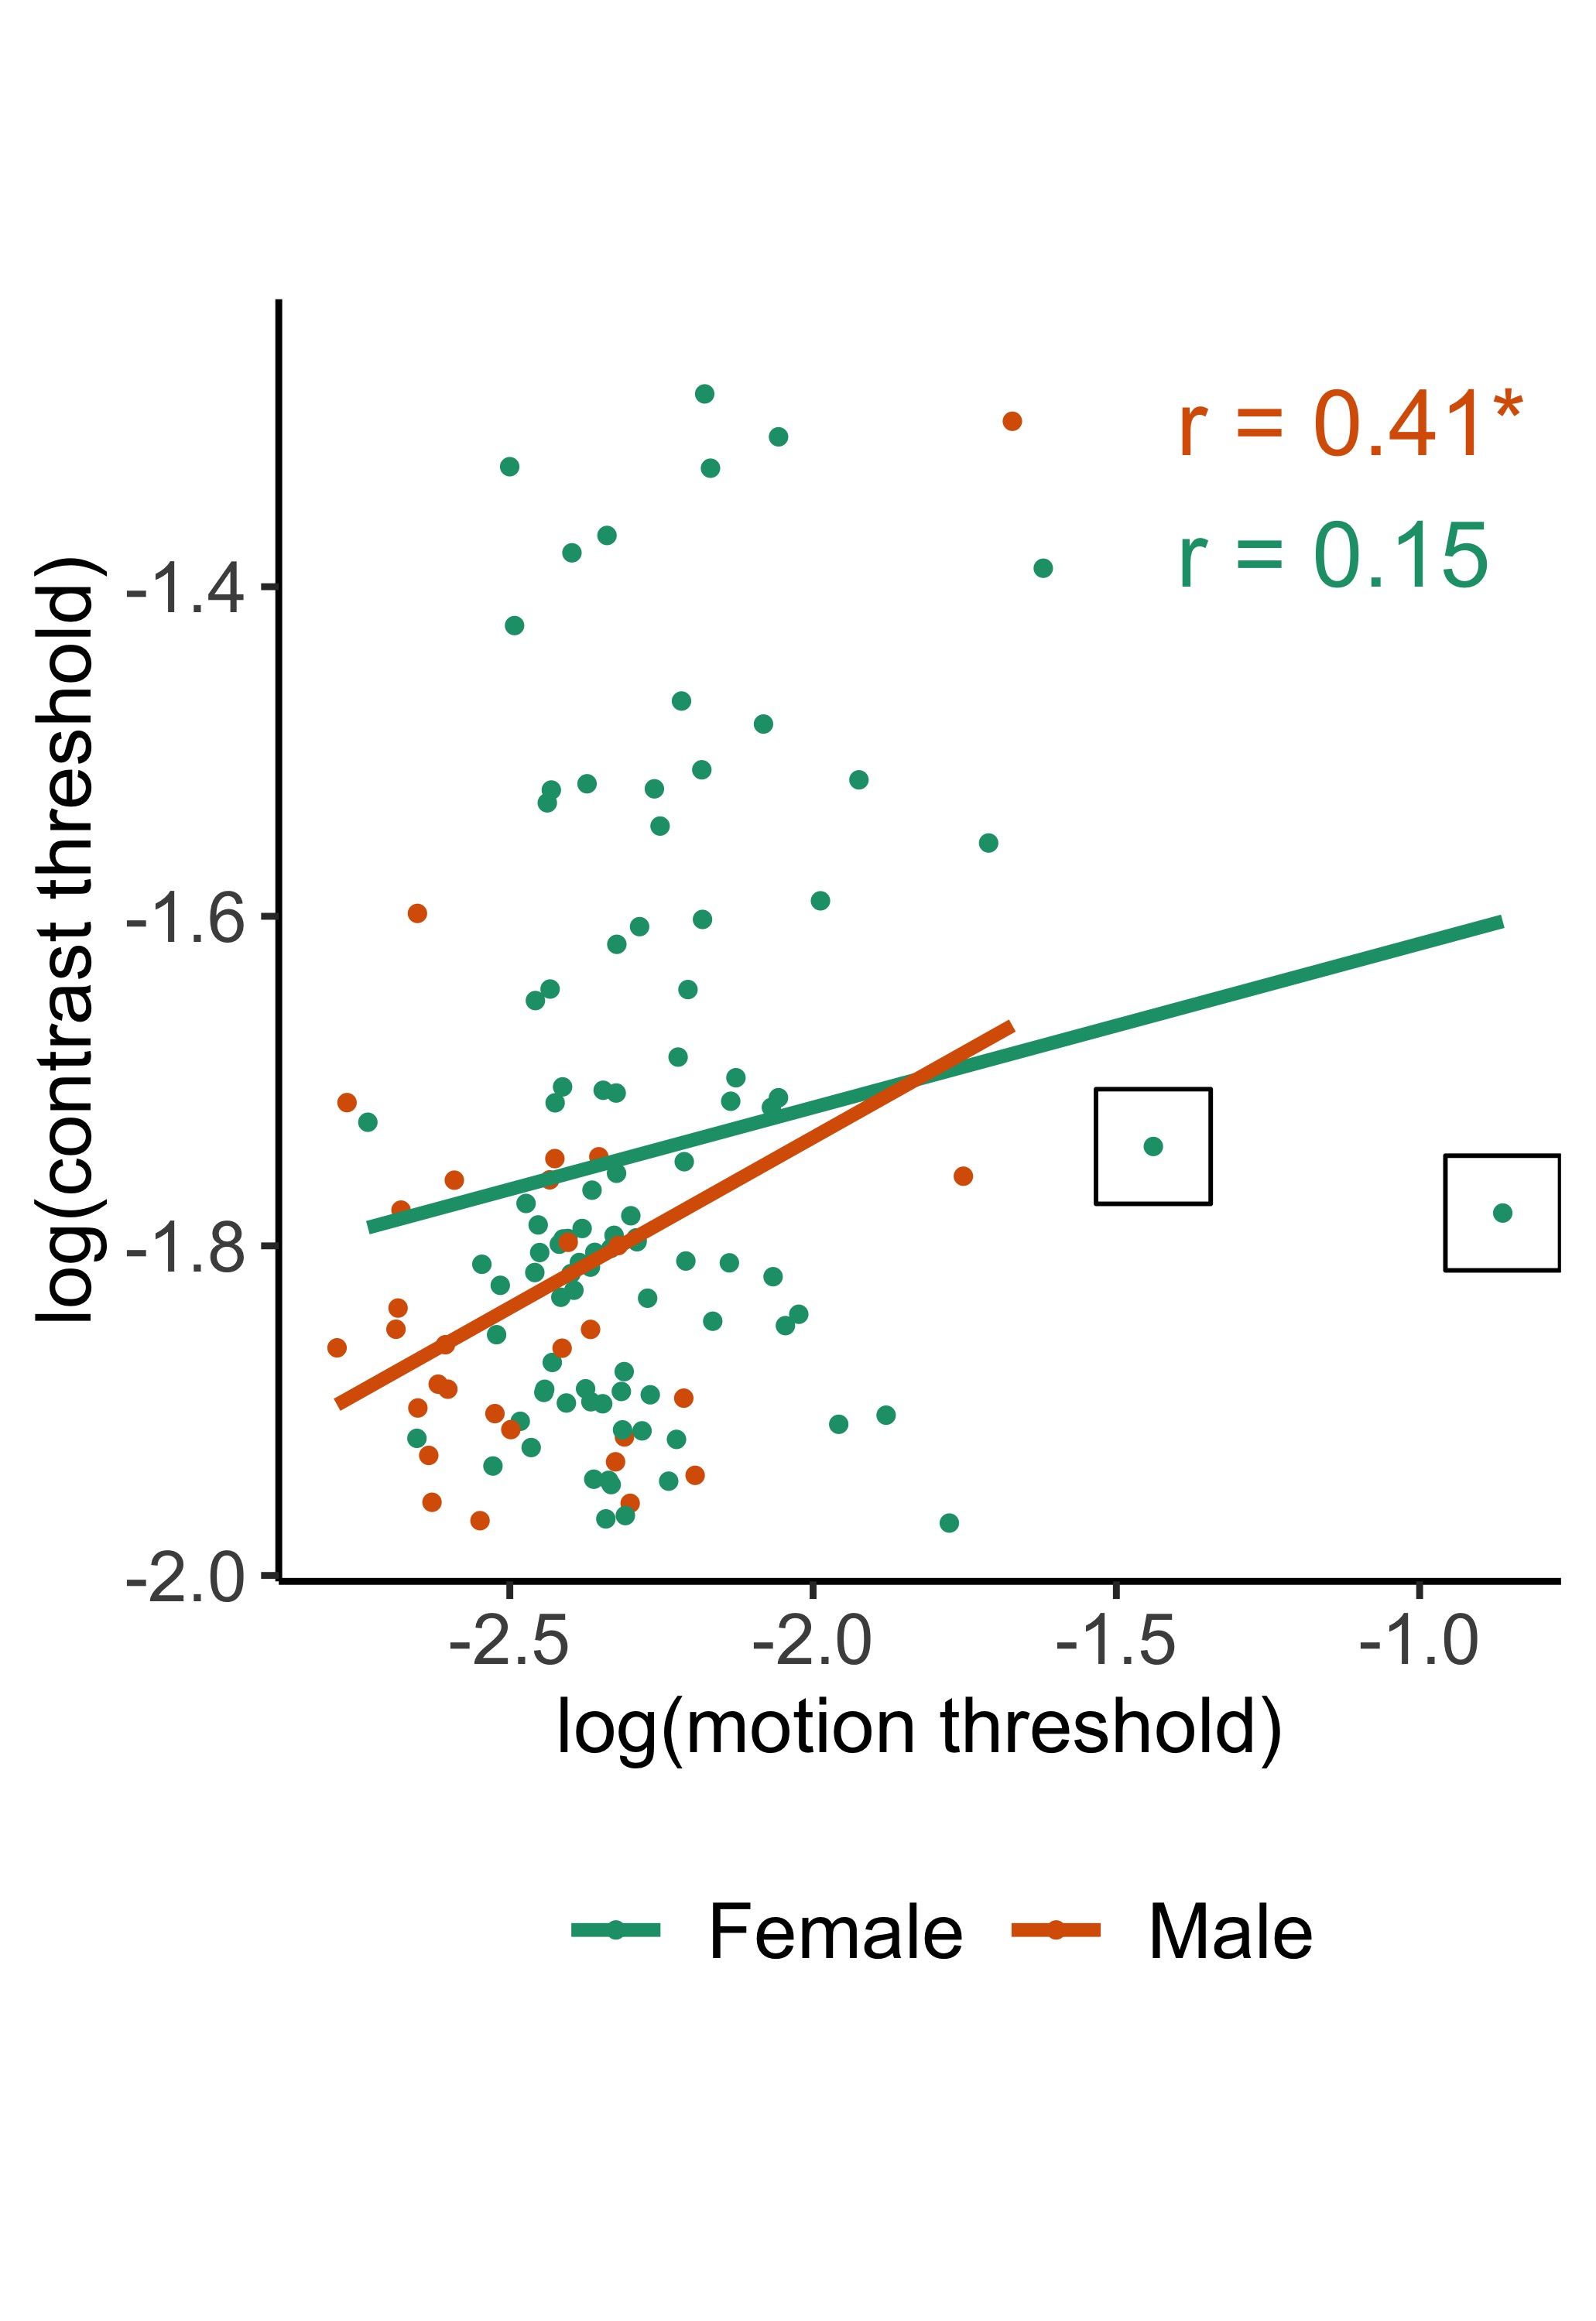 r = 0.41*
r = 0.15
log(contrast threshold)
-1.4
-1.6
-1.8
-2.0
-2.5 -2.0 -1.5 -1.0
log(motion threshold)
Female Male